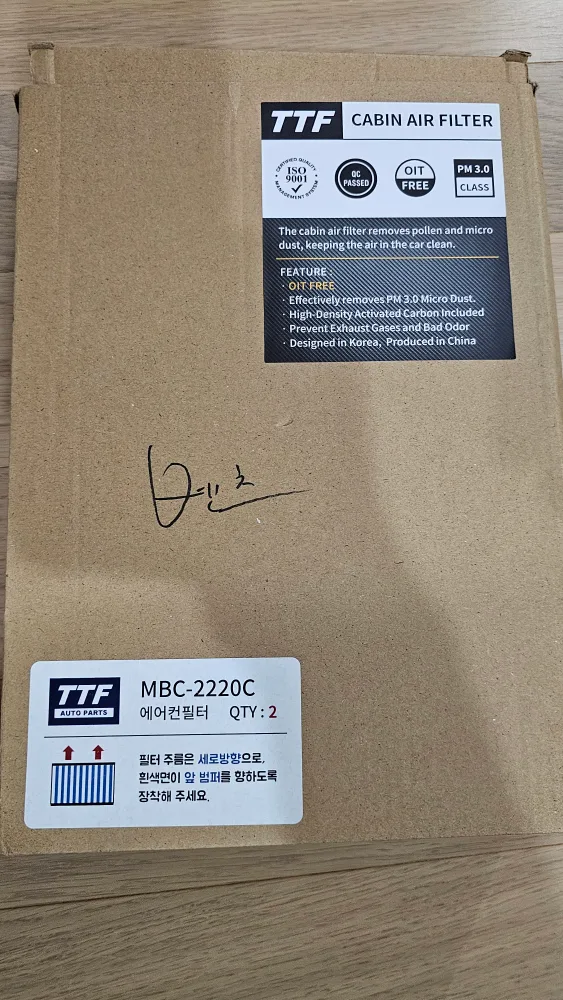 TTF CABIN AIR FILTER
CERTIFIED QUALITY
ISO
9001
MANAGEMENT SYSTEM
QC
PASSED
OIT
FREE
PM 3.0
CLASS
The cabin air filter removes pollen and micro
dust, keeping the air in the car clean.
FEATURE :
· OIT FREE
· Effectively removes PM 3.0 Micro Dust.
· High-Density Activated Carbon Included
· Prevent Exhaust Gases and Bad Odor
· Designed in Korea, Produced in China
벤츠
TTF
AUTO PARTS
MBC-2220C
에어컨필터 QTY : 2
필터 주름은 세로방향으로,
흰색면이 앞 범퍼를 향하도록
장착해 주세요.